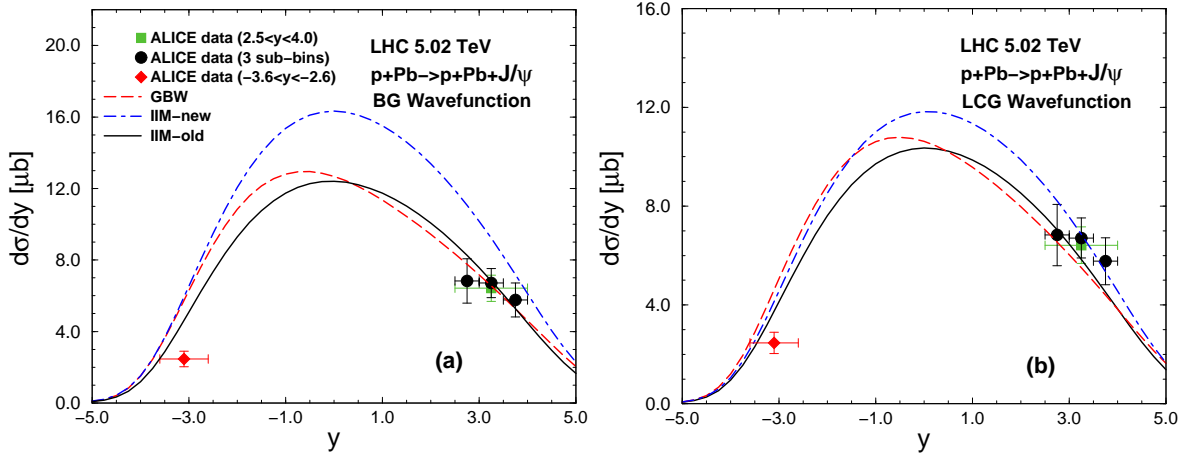 22.0
18.0
14.0
12.0
8.0
4.0
0.0
dσ/dy [μb]
ALICE data (2.5<y<4.0)
ALICE data (3 sub−bins)
ALICE data (−3.6<y<−2.6)
GBW
IIM−new
IIM−old
LHC 5.02 TeV
p+Pb−>p+Pb+J/ψ
BG Wavefunction
(a)
−5.0 −3.0 −1.0 1.0 3.0 5.0
y
16.0
12.0
8.0
4.0
0.0
dσ/dy [μb]
LHC 5.02 TeV
p+Pb−>p+Pb+J/ψ
LCG Wavefunction
(b)
−5.0 −3.0 −1.0 1.0 3.0 5.0
y